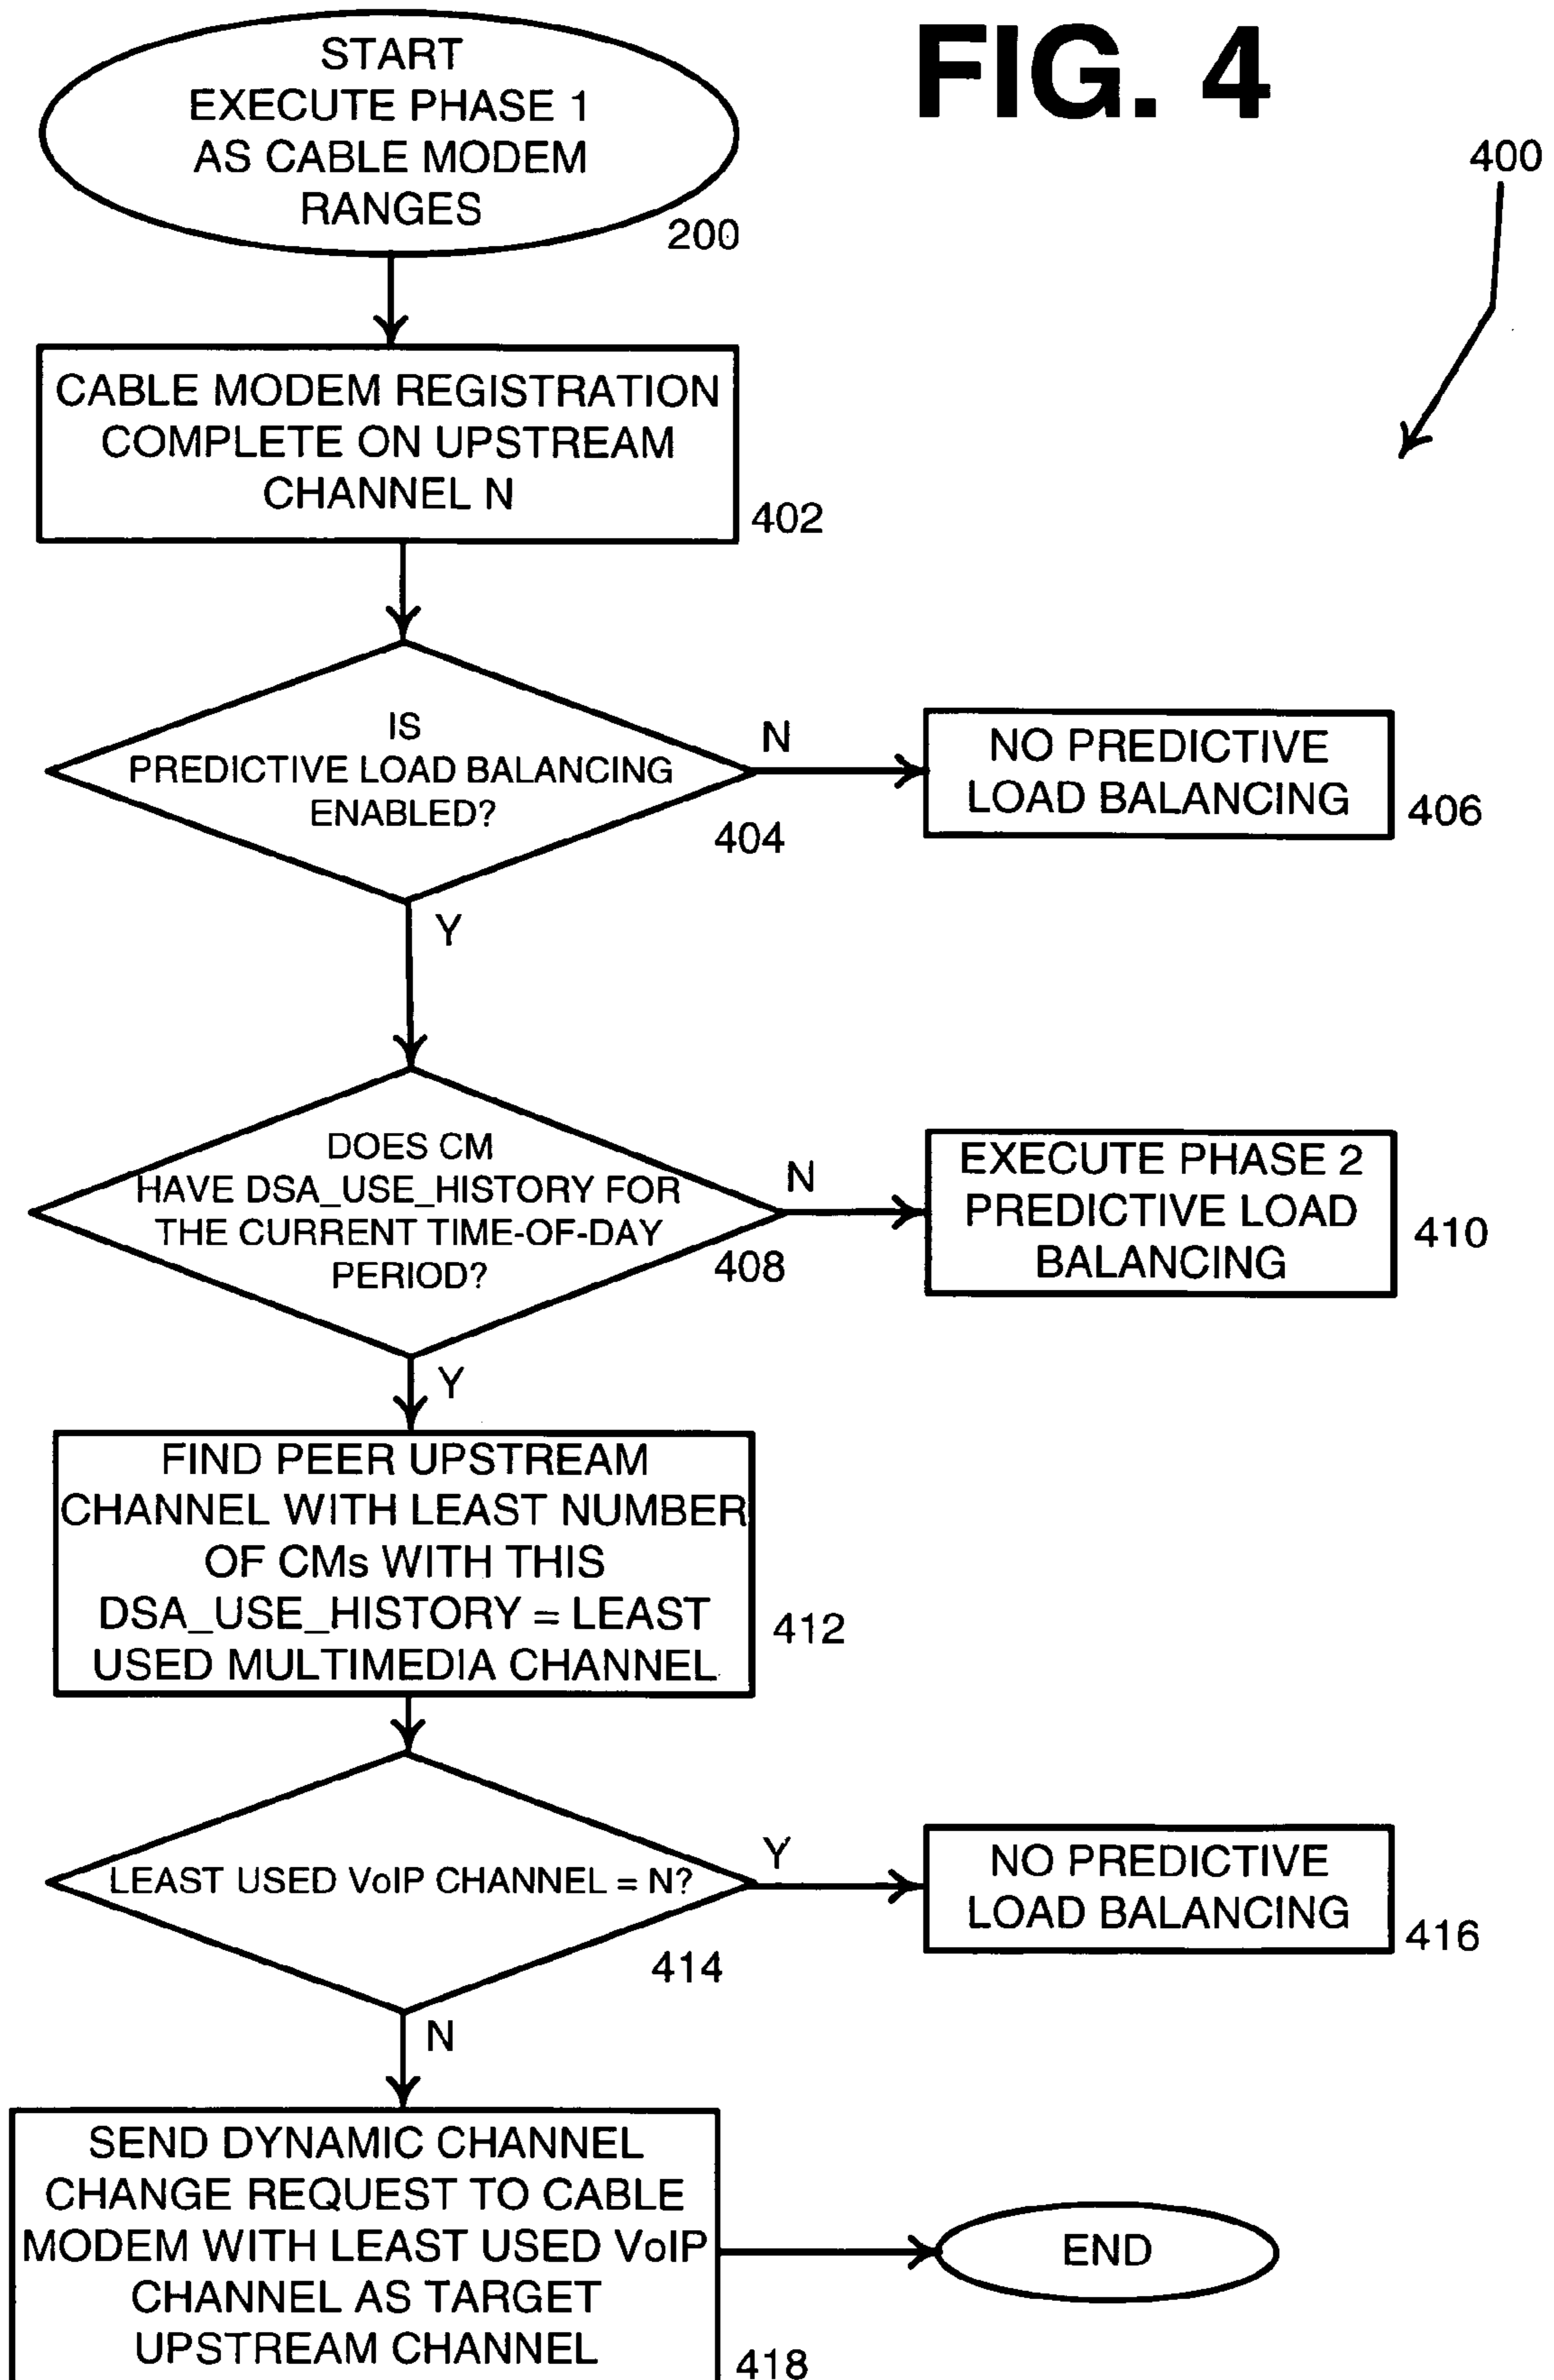 FIG. 4
400
START
EXECUTE PHASE 1
AS CABLE MODEM
RANGES
200
CABLE MODEM REGISTRATION
COMPLETE ON UPSTREAM
CHANNEL N
402
IS
PREDICTIVE LOAD BALANCING
ENABLED?
404
N
NO PREDICTIVE
LOAD BALANCING
406
Y
DOES CM
HAVE DSA_USE_HISTORY FOR
THE CURRENT TIME-OF-DAY
PERIOD?
408
N
EXECUTE PHASE 2
PREDICTIVE LOAD
BALANCING
410
Y
FIND PEER UPSTREAM
CHANNEL WITH LEAST NUMBER
OF CMs WITH THIS
DSA_USE_HISTORY = LEAST
USED MULTIMEDIA CHANNEL
412
LEAST USED VoIP CHANNEL = N?
414
Y
NO PREDICTIVE
LOAD BALANCING
416
N
SEND DYNAMIC CHANNEL
CHANGE REQUEST TO CABLE
MODEM WITH LEAST USED VoIP
CHANNEL AS TARGET
UPSTREAM CHANNEL
418
END